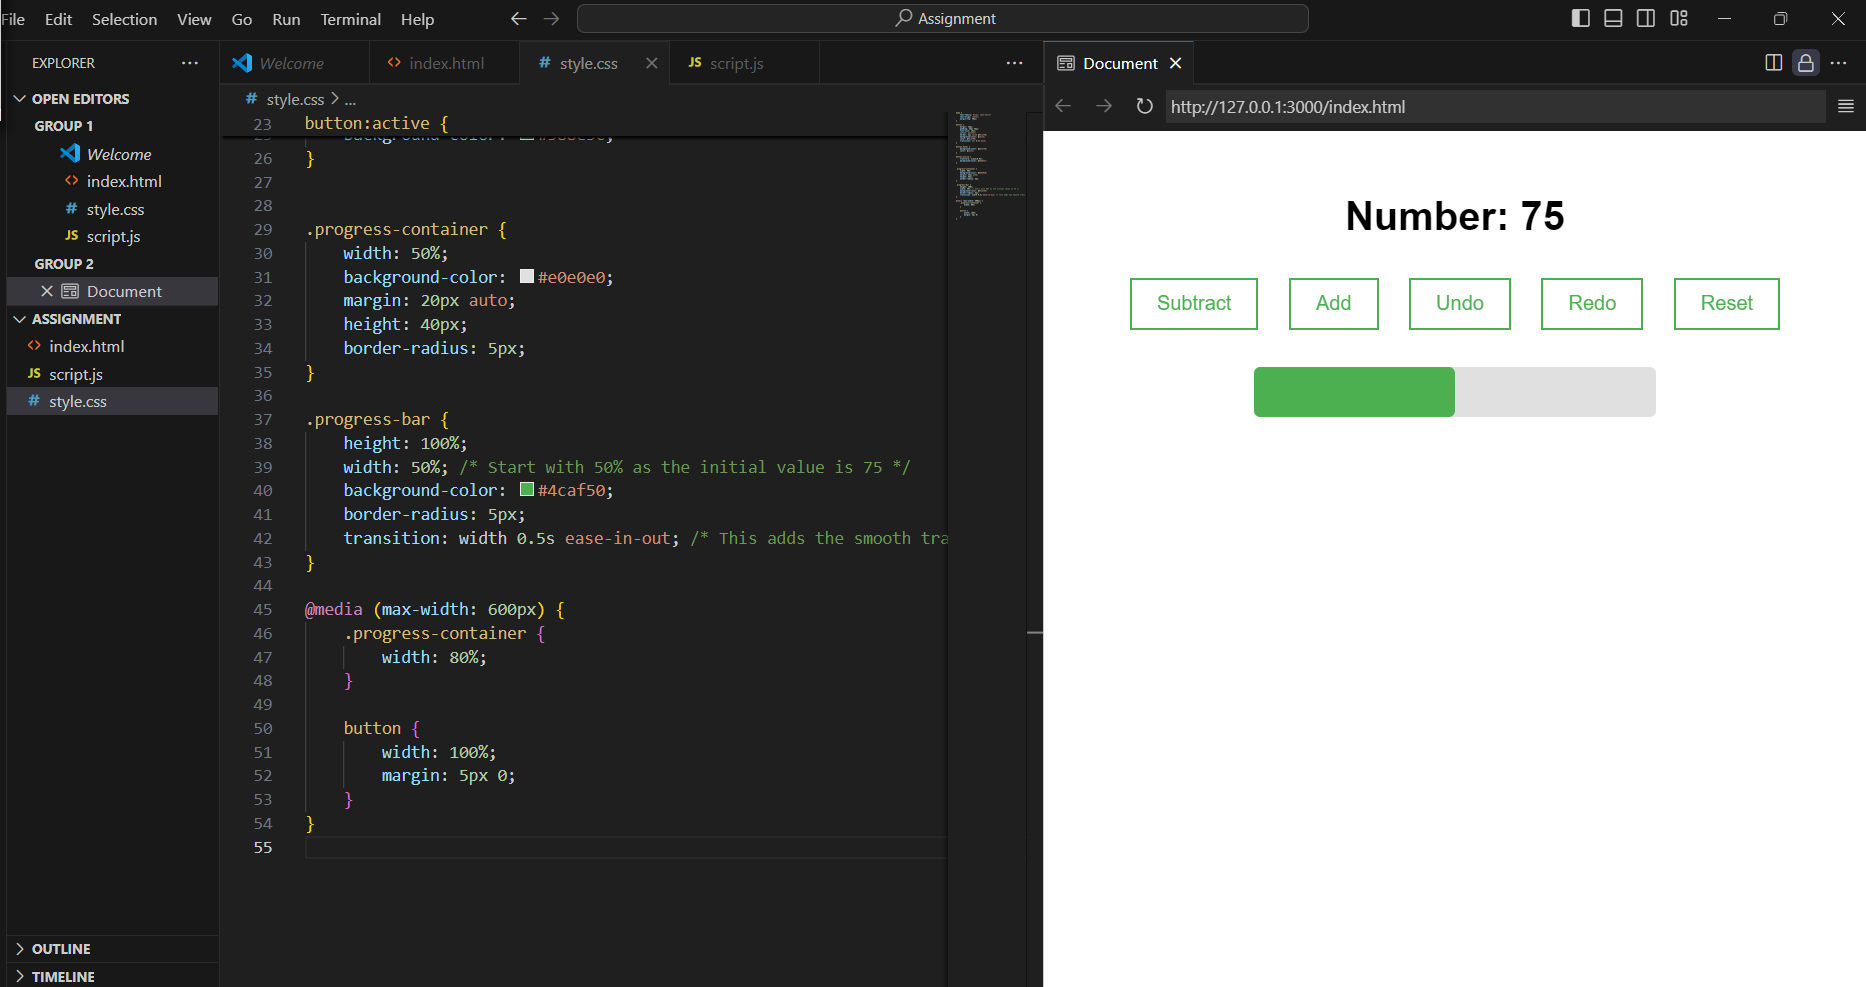 File Edit Selection View Go Run Terminal Help
Assignment
EXPLORER
OPEN EDITORS
GROUP 1
Welcome
index.html
style.css
JS script.js
GROUP 2
Document
ASSIGNMENT
index.html
JS script.js
# style.css
OUTLINE
TIMELINE
Welcome
index.html
# style.css
JS script.js
# style.css > ...
23 button:active {
26 }
27
28
29 .progress-container {
30 width: 50%;
31 background-color: #e0e0e0;
32 margin: 20px auto;
33 height: 40px;
34 border-radius: 5px;
35 }
36
37 .progress-bar {
38 height: 100%;
39 width: 50%; /* Start with 50% as the initial value is 75 */
40 background-color: #4caf50;
41 border-radius: 5px;
42 transition: width 0.5s ease-in-out; /* This adds the smooth tra
43 }
44
45 @media (max-width: 600px) {
46 .progress-container {
47 width: 80%;
48 }
49
50 button {
51 width: 100%;
52 margin: 5px 0;
53 }
54 }
55
Document
http://127.0.0.1:3000/index.html
Number: 75
Subtract Add Undo Redo Reset